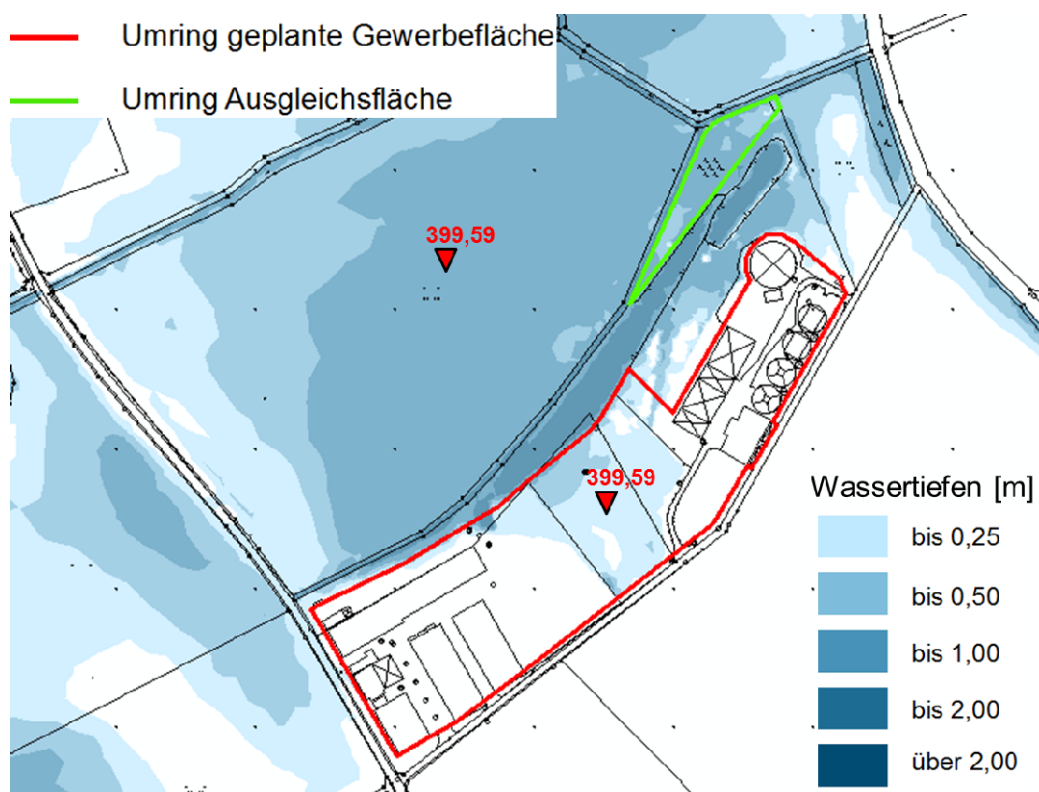 Umring geplante Gewerbefläche
Umring Ausgleichsfläche
399,59
399,59
Wassertiefen [m]
bis 0,25
bis 0,50
bis 1,00
bis 2,00
über 2,00